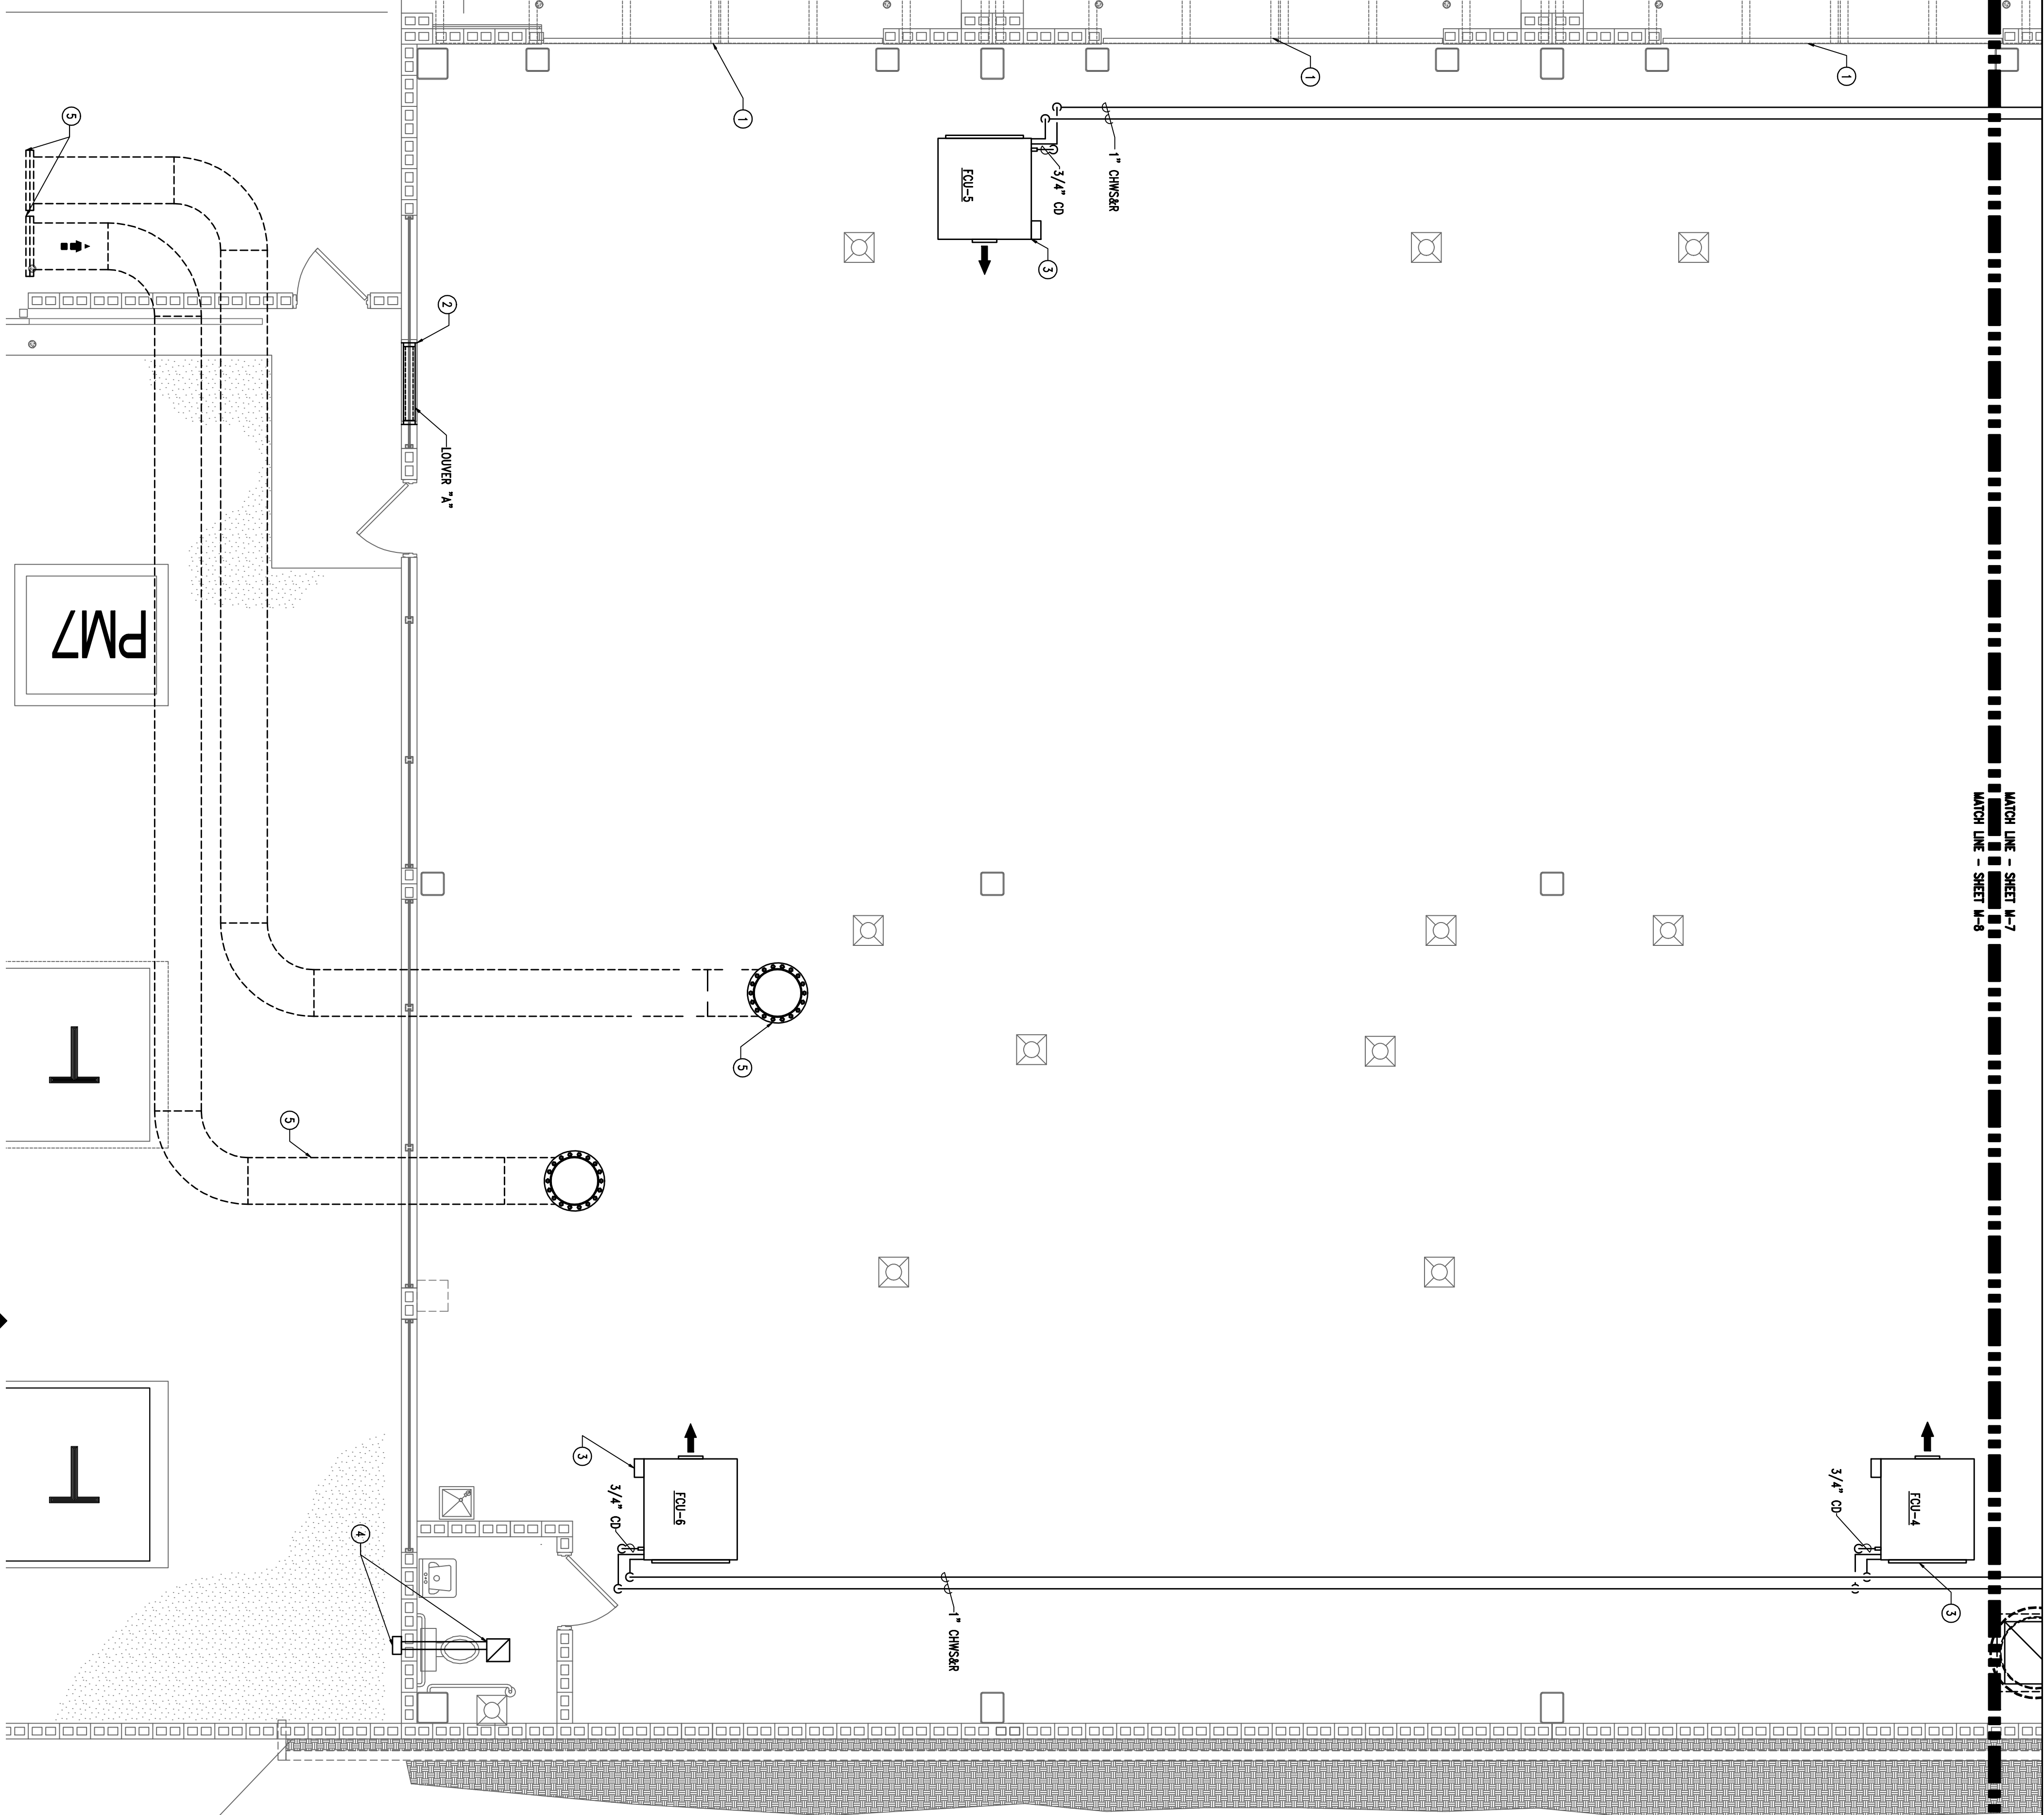 1
1
1
5
1" CHWS&R
3/4" CD
FCU-5
3
2
LOUVER "A"
PM7
MATCH LINE - SHEET M-7
MATCH LINE - SHEET M-8
T
5
5
T
3
3/4" CD
FCU-6
3/4" CD
FCU-4
4
1" CHWS&R
3